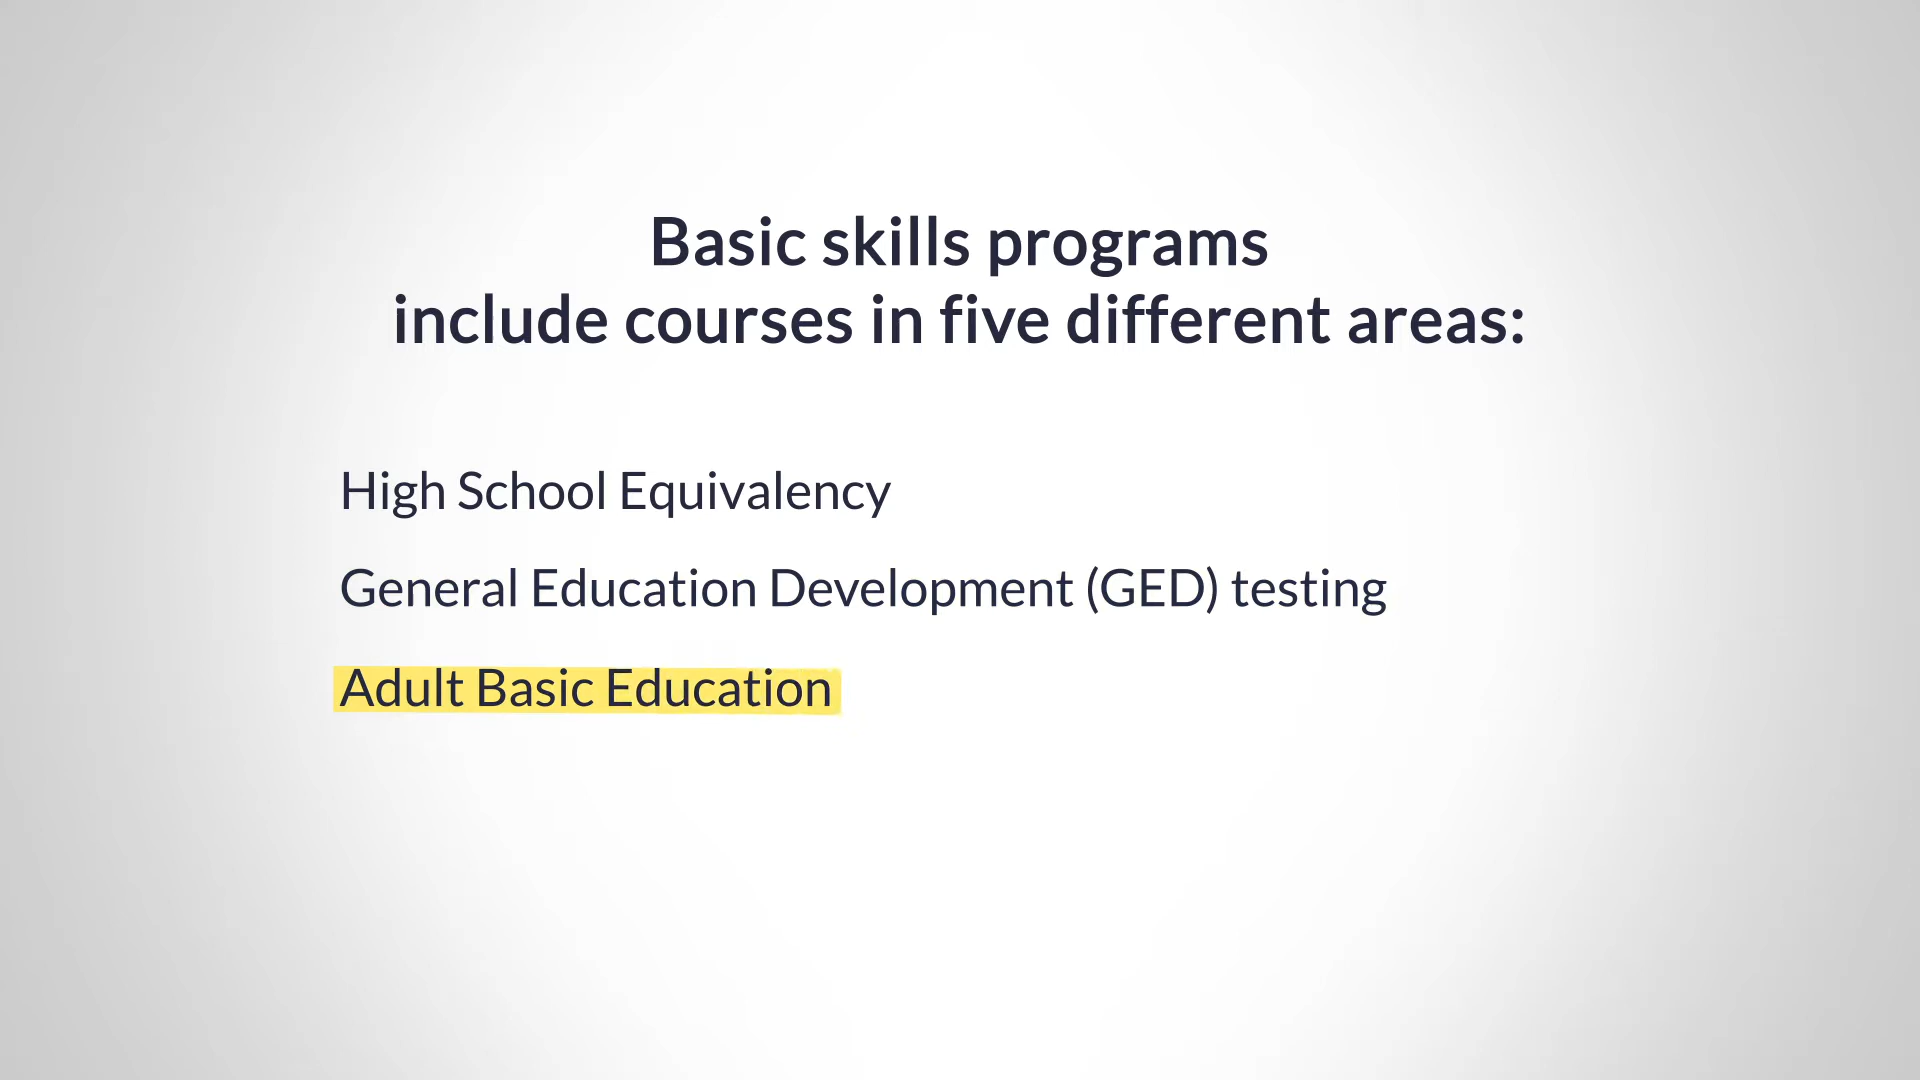 Basic skills programs
include courses in five different areas:
High School Equivalency
General Education Development (GED) testing
Adult Basic Education